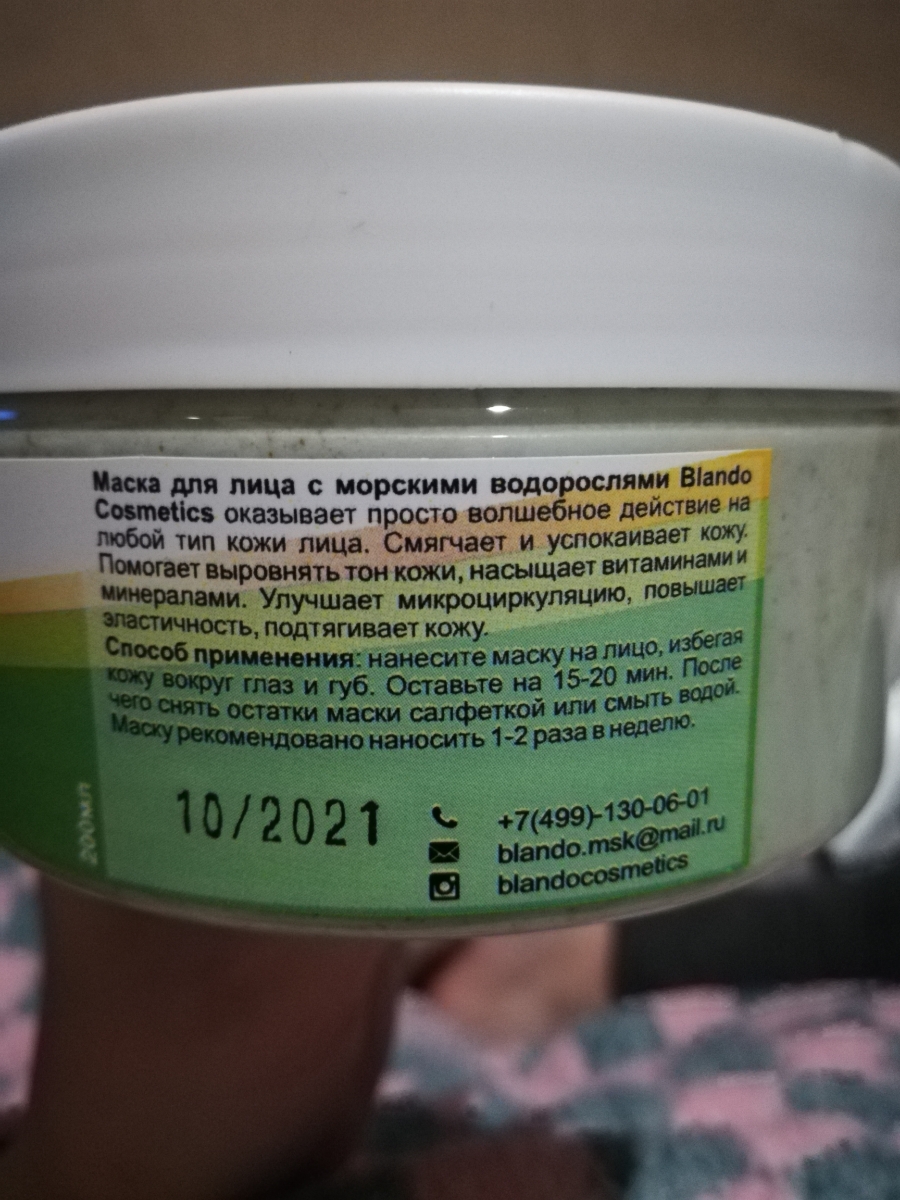 Маска для лица с морскими водорослями Blando
Cosmetics оказывает просто волшебное действие на
любой тип кожи лица. Смягчает и успокаивает кожу.
Помогает выровнять тон кожи, насыщает витаминами и
минералами. Улучшает микроциркуляцию, повышает
эластичность, подтягивает кожу.
Способ применения: нанесите маску на лицо, избегая
кожу вокруг глаз и губ. Оставьте на 15-20 мин. После
чего снять остатки маски салфеткой или смыть водой.
Маску рекомендовано наносить 1-2 раза в неделю.
200мл
10/2021
+7(499)-130-06-01
blando.msk@mail.ru
blandocosmetics